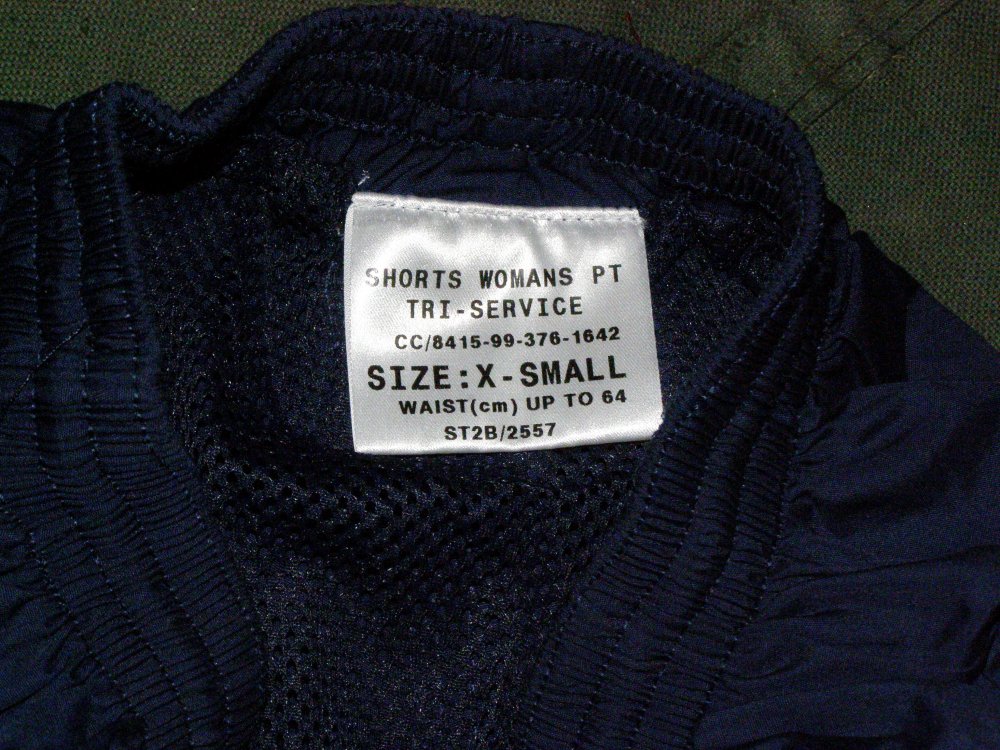 SHORTS WOMANS PT
TRI-SERVICE
CC/8415-99-376-1642
SIZE:X-SMALL
WAIST(cm) UP TO 64
ST2B/2557